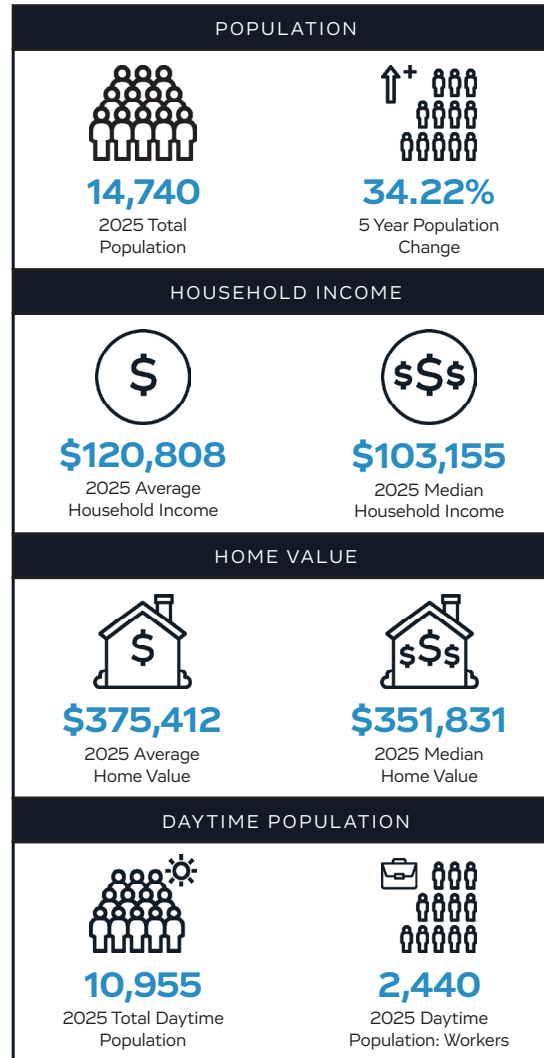 POPULATION
14,740
2025 Total
Population
34.22%
5 Year Population
Change
HOUSEHOLD INCOME
$
$120,808
2025 Average
Household Income
$$$
$103,155
2025 Median
Household Income
HOME VALUE
$
$375,412
2025 Average
Home Value
$$$
$351,831
2025 Median
Home Value
DAYTIME POPULATION
10,955
2025 Total Daytime
Population
2,440
2025 Daytime
Population: Workers